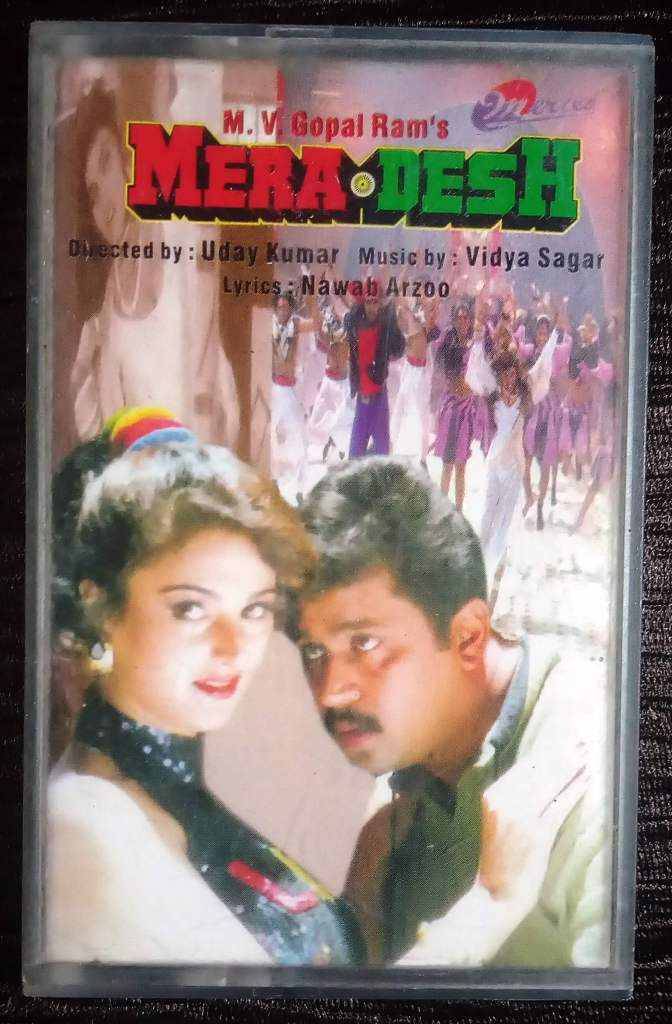 M. V. Gopal Ram's
MERA DESH
Directed by : Uday Kumar Music by : Vidya Sagar
Lyrics : Nawab Arzoo